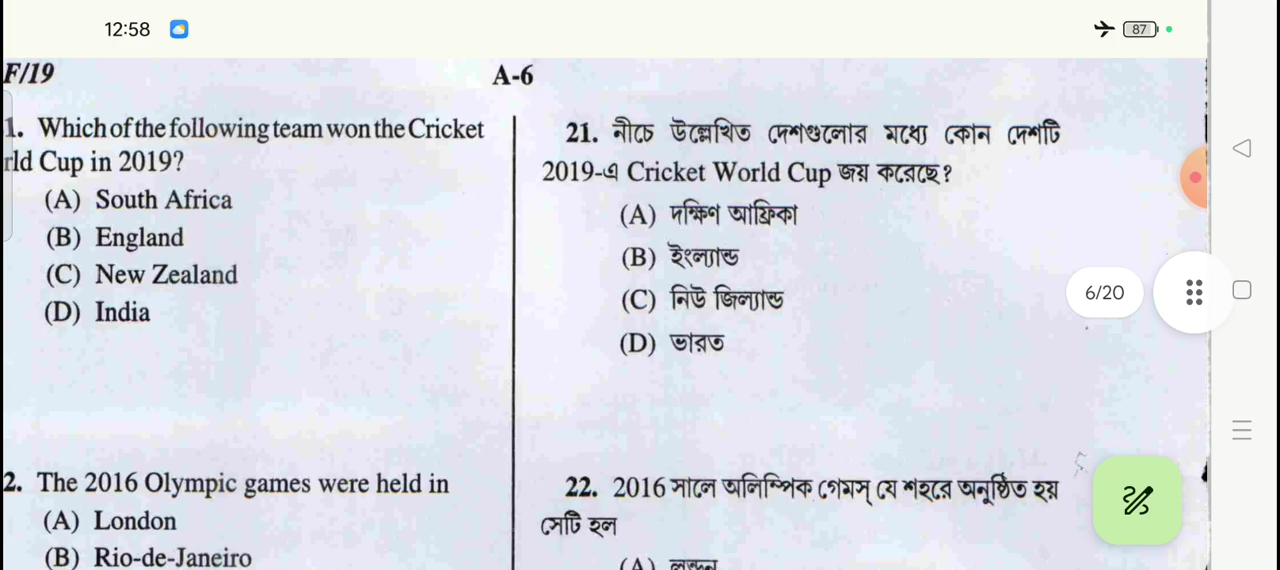 12:58
87
F/19
A-6
1. Which of the following team won the Cricket
rld Cup in 2019?
(A) South Africa
(B) England
(C) New Zealand
(D) India
2. The 2016 Olympic games were held in
(A) London
(B) Rio-de-Janeiro
21. নীচে উল্লেখিত দেশগুলোর মধ্যে কোন দেশটি
2019-এ Cricket World Cup জয় করেছে?
(A) দক্ষিণ আফ্রিকা
(B) ইংল্যান্ড
(C) নিউ জিল্যান্ড
(D) ভারত
22. 2016 সালে অলিম্পিক গেমস্ যে শহরে অনুষ্ঠিত হয়
সেটি হল
(A) লন্ডন
6/20